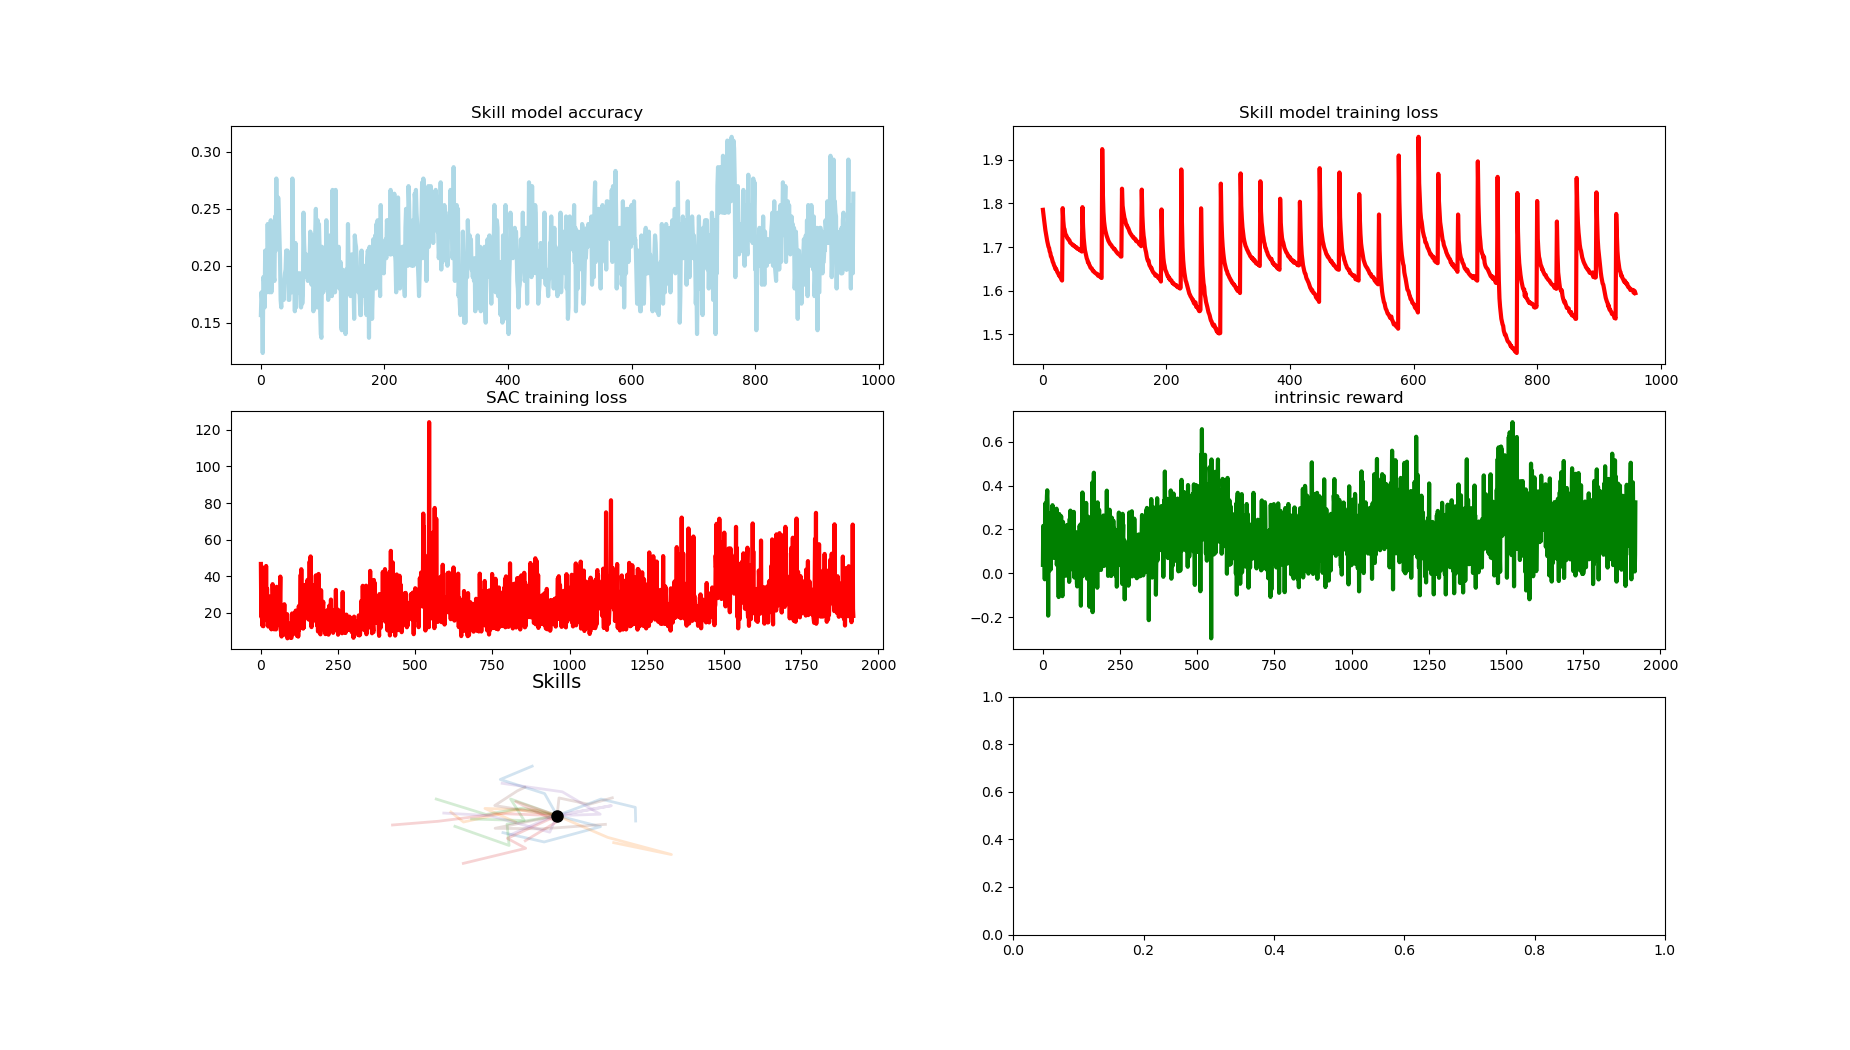 Skill model accuracy
0.30
0.25
0.20
0.15
0 200 400 600 800 1000
Skill model training loss
1.9
1.8
1.7
1.6
1.5
0 200 400 600 800 1000
SAC training loss
120
100
80
60
40
20
0 250 500 750 1000 1250 1500 1750 2000
intrinsic reward
0.6
0.4
0.2
0.0
−0.2
0 250 500 750 1000 1250 1500 1750 2000
Skills
1.0
0.8
0.6
0.4
0.2
0.0
0.0 0.2 0.4 0.6 0.8 1.0